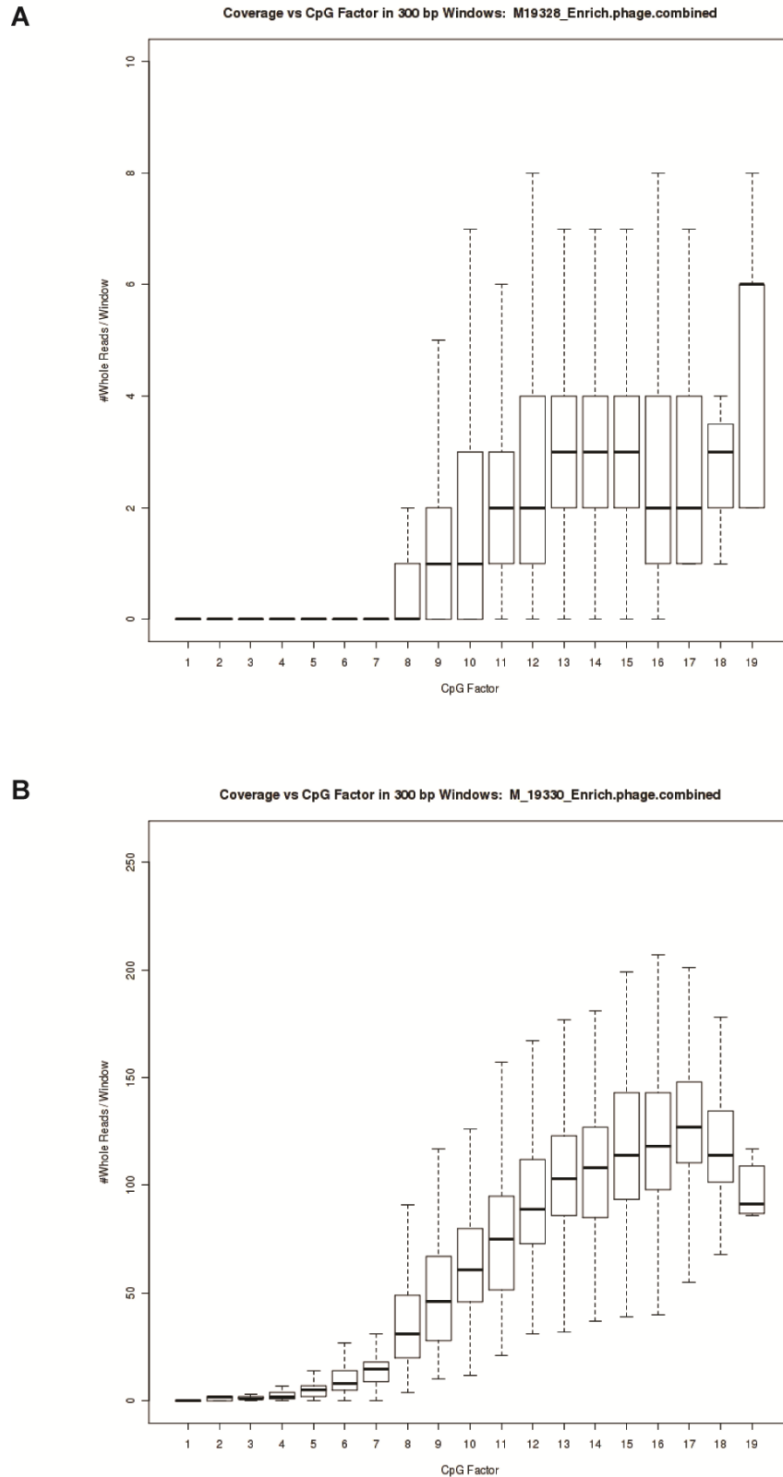 A
Coverage vs CpG Factor in 300 bp Windows: M19328_Enrich.phage.combined
10
8
6
4
2
0
#Whole Reads / Window
1 2 3 4 5 6 7 8 9 10 11 12 13 14 15 16 17 18 19
CpG Factor
B
Coverage vs CpG Factor in 300 bp Windows: M_19330_Enrich.phage.combined
250
200
150
100
50
0
#Whole Reads / Window
1 2 3 4 5 6 7 8 9 10 11 12 13 14 15 16 17 18 19
CpG Factor